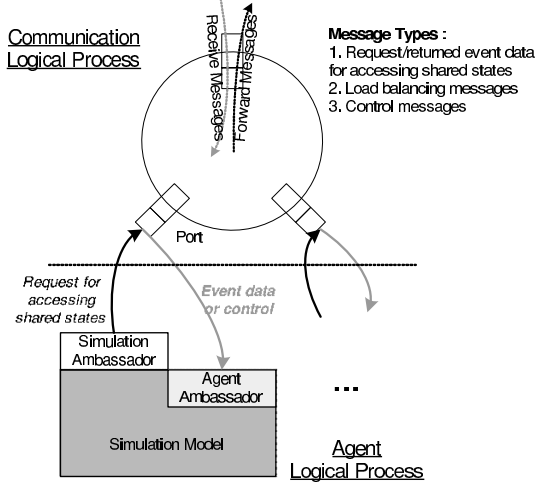 Communication
Logical Process
Receive Messages
Forward Messages
Message Types :
1. Request/returned event data
for accessing shared states
2. Load balancing messages
3. Control messages
Port
Request for
accessing
shared states
Event data
or control
Simulation
Ambassador
Agent
Ambassador
...
Simulation Model
Agent
Logical Process